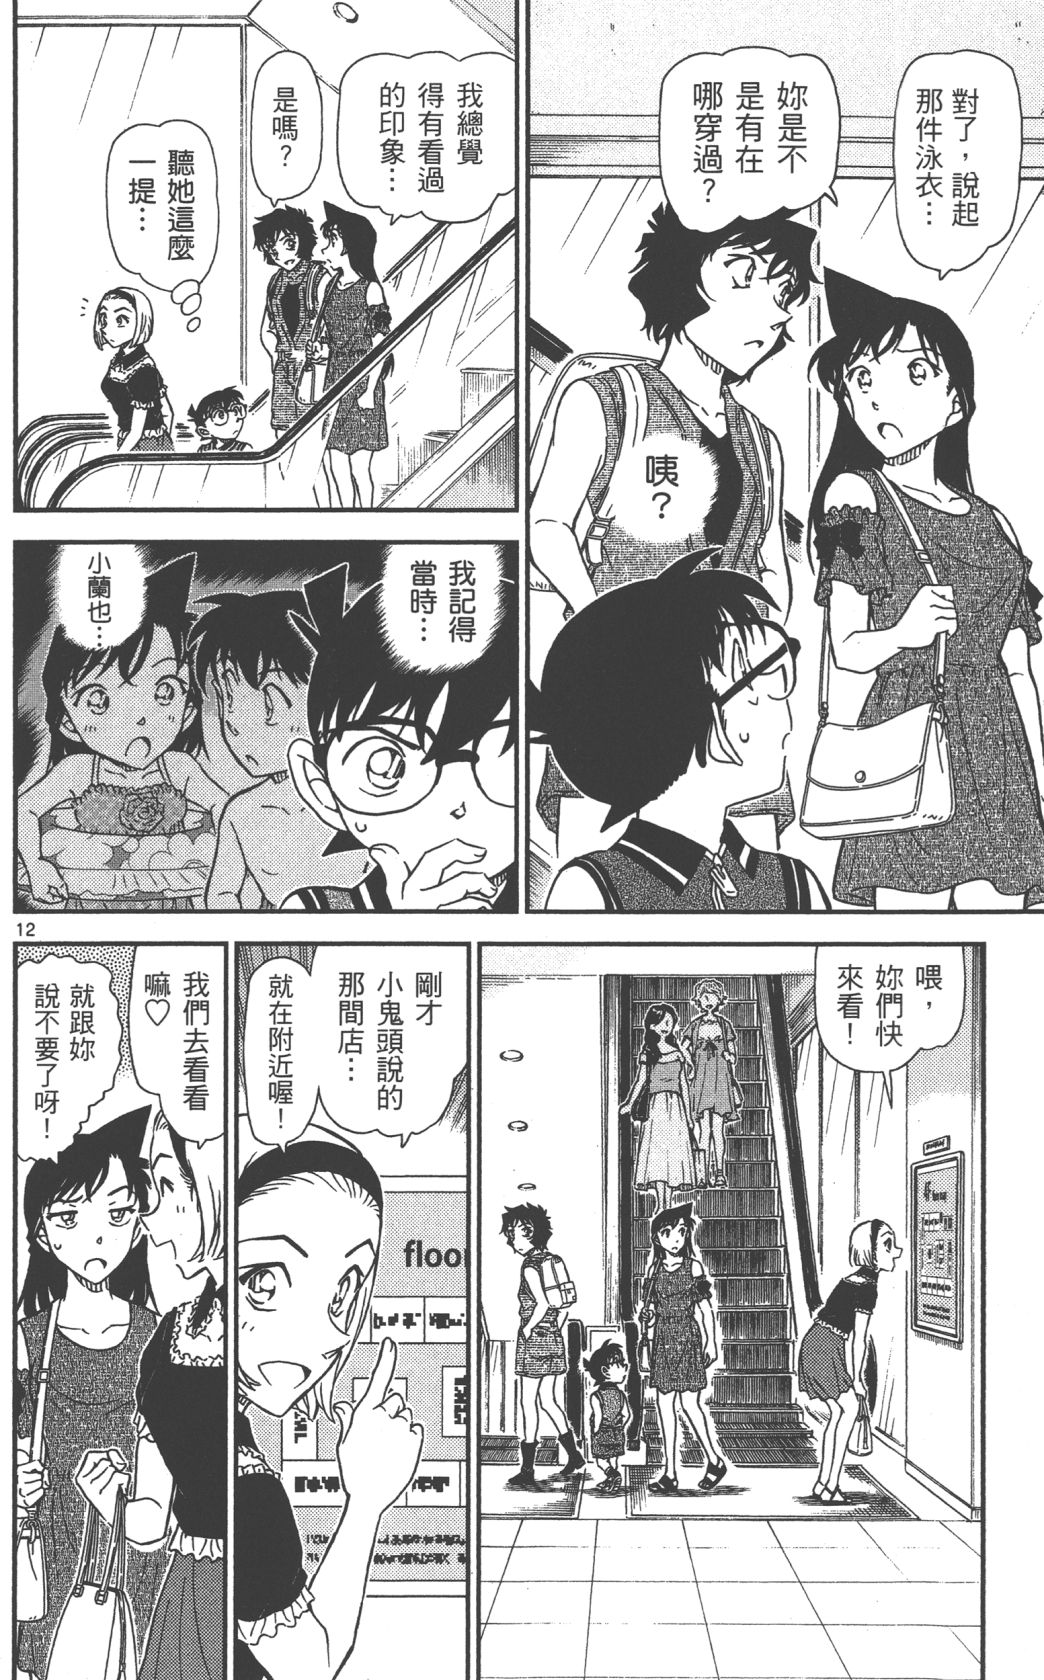 對了，說起
那件泳衣…
妳是不
是有在
哪穿過？
咦？
我總覺
得有看過
的印象…
是嗎？
聽她這麼
一提…
我記得
當時…
小蘭也…
12
喂，
妳們快
來看！
剛才
小鬼頭說的
那間店…
就在附近喔！
floor
我們去看看
嘛♡
就跟妳
說不要了呀！